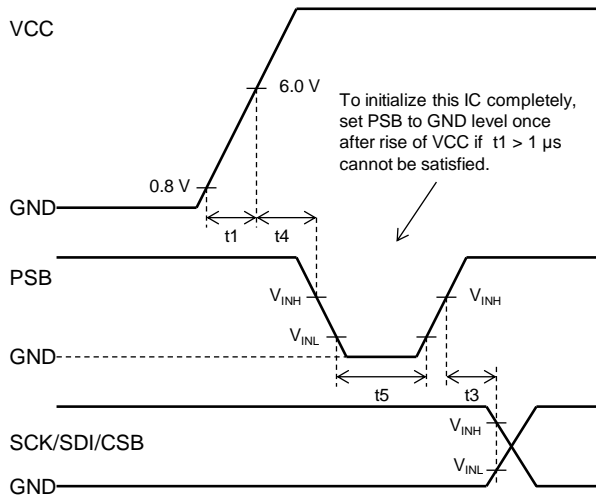 VCC
6.0 V
To initialize this IC completely,
set PSB to GND level once
after rise of VCC if t1 > 1 μs
cannot be satisfied.
0.8 V
GND
t1
t4
PSB
VINH
VINH
VINL
GND
t5
t3
VINH
SCK/SDI/CSB
VINL
GND